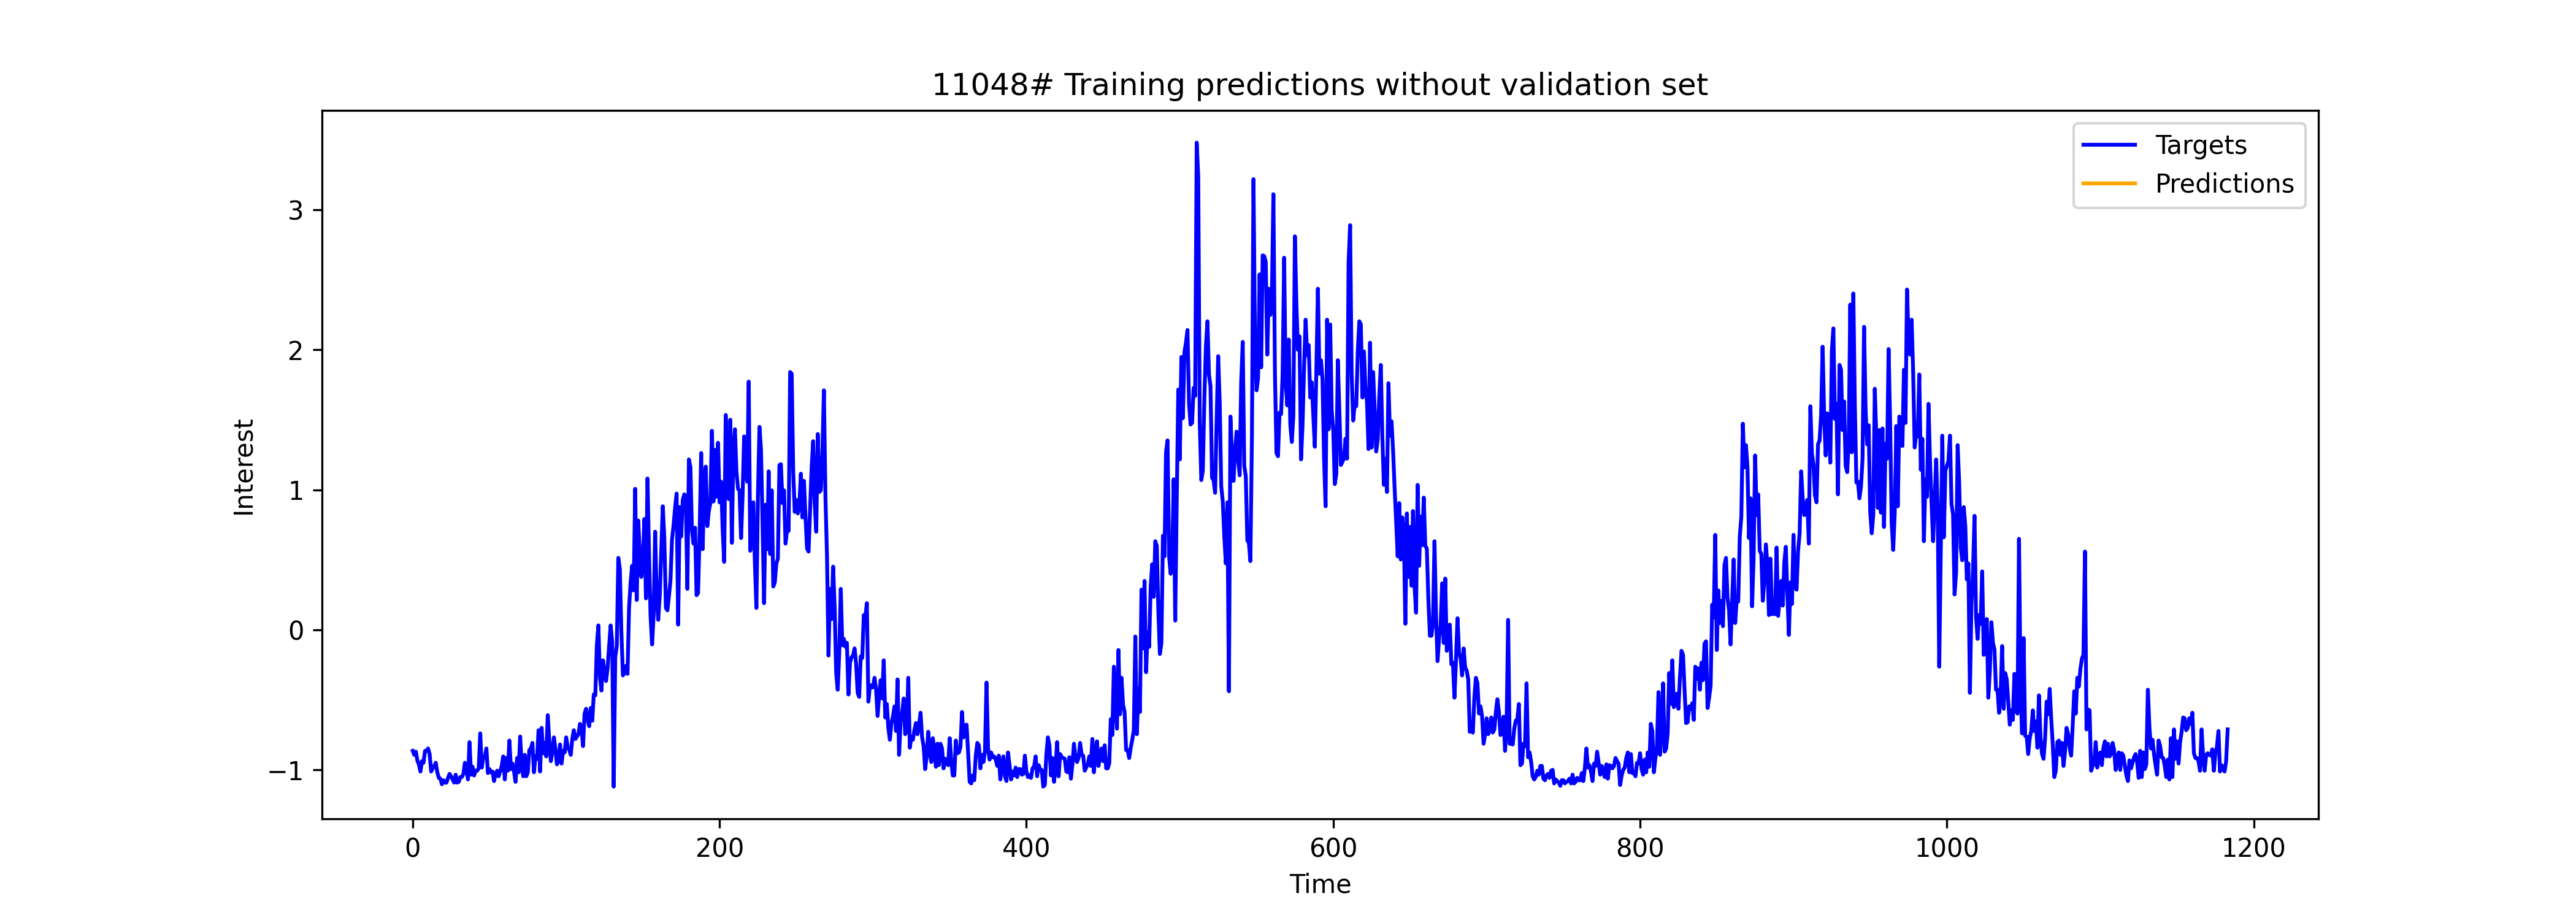 11048# Training predictions without validation set
Targets
Predictions
Interest
3
2
1
0
−1
0
200
400
600
800
1000
1200
Time